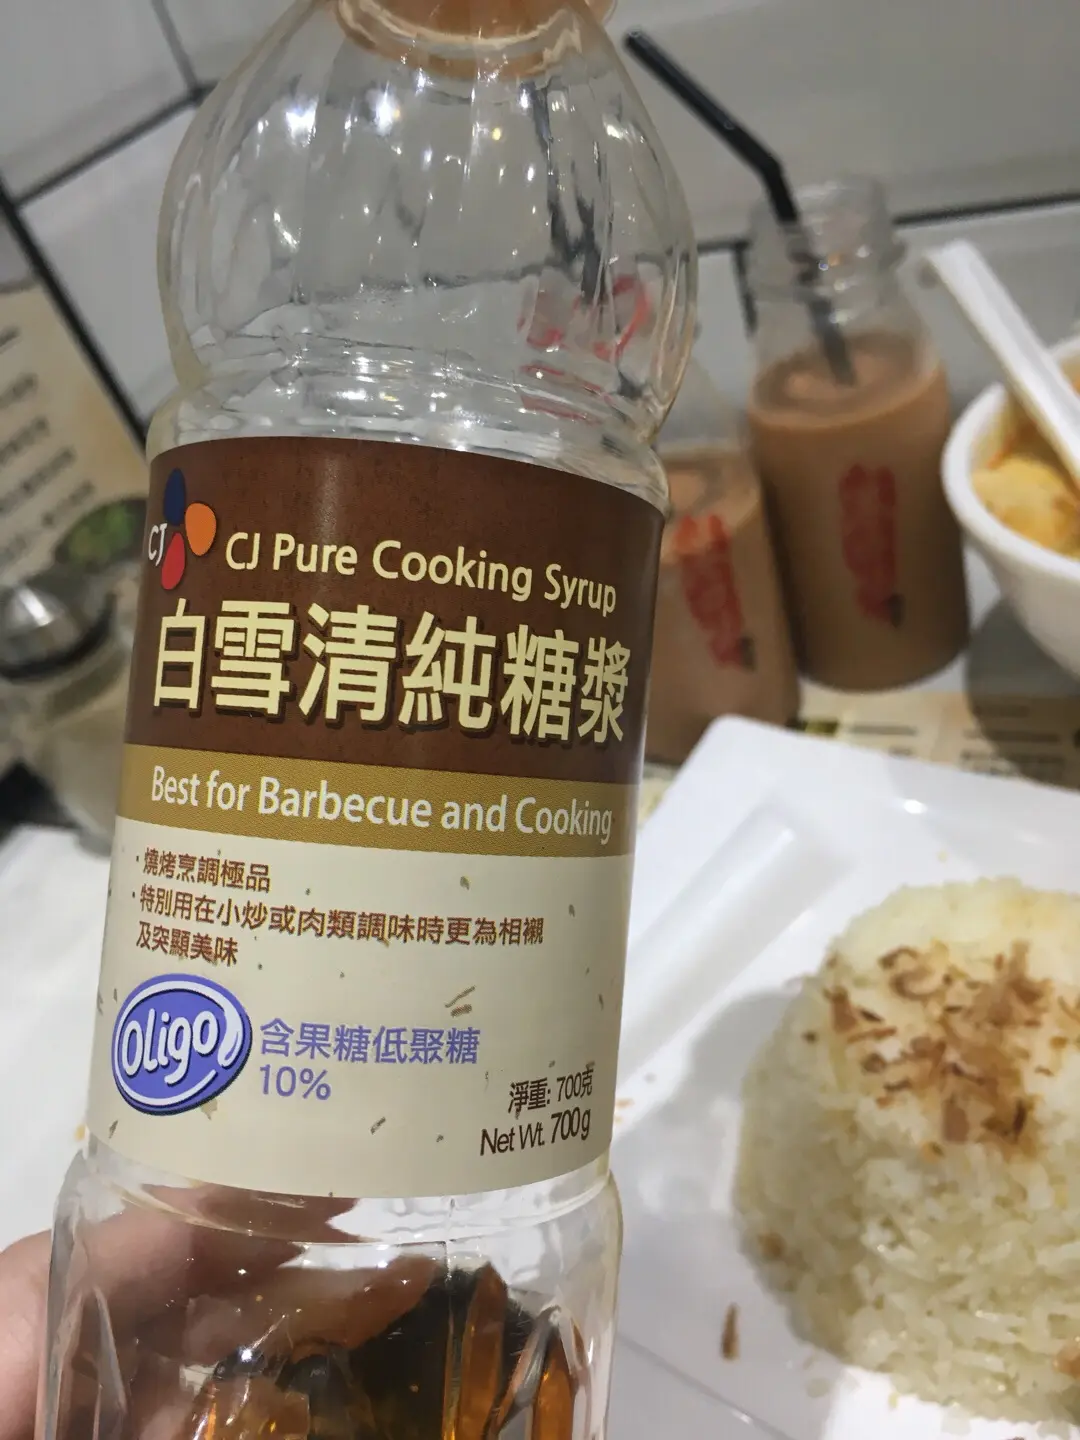 CJ
CJ Pure Cooking Syrup
白雪清純糖漿
Best for Barbecue and Cooking
·燒烤烹調極品
·特別用在小炒或肉類調味時更為相襯
及突顯美味
Oligo
含果糖低聚糖
10%
淨重: 700克
Net Wt. 700g